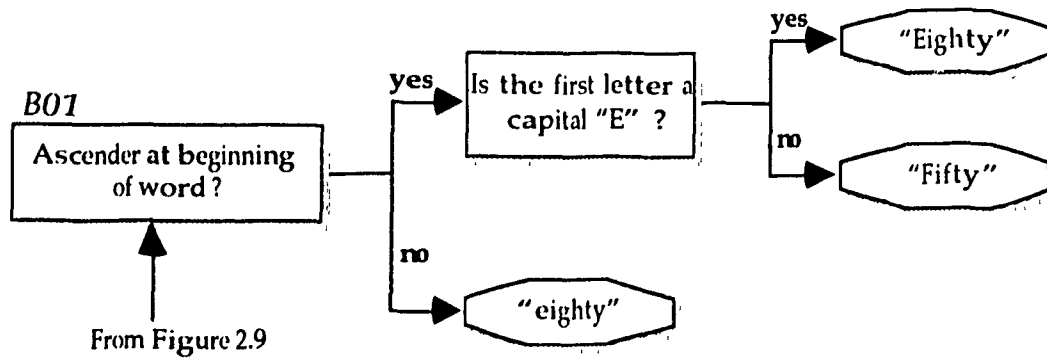 B01
Ascender at beginning
of word ?
From Figure 2.9
yes
Is the first letter a
capital "E" ?
yes
"Eighty"
no
"Fifty"
no
"eighty"